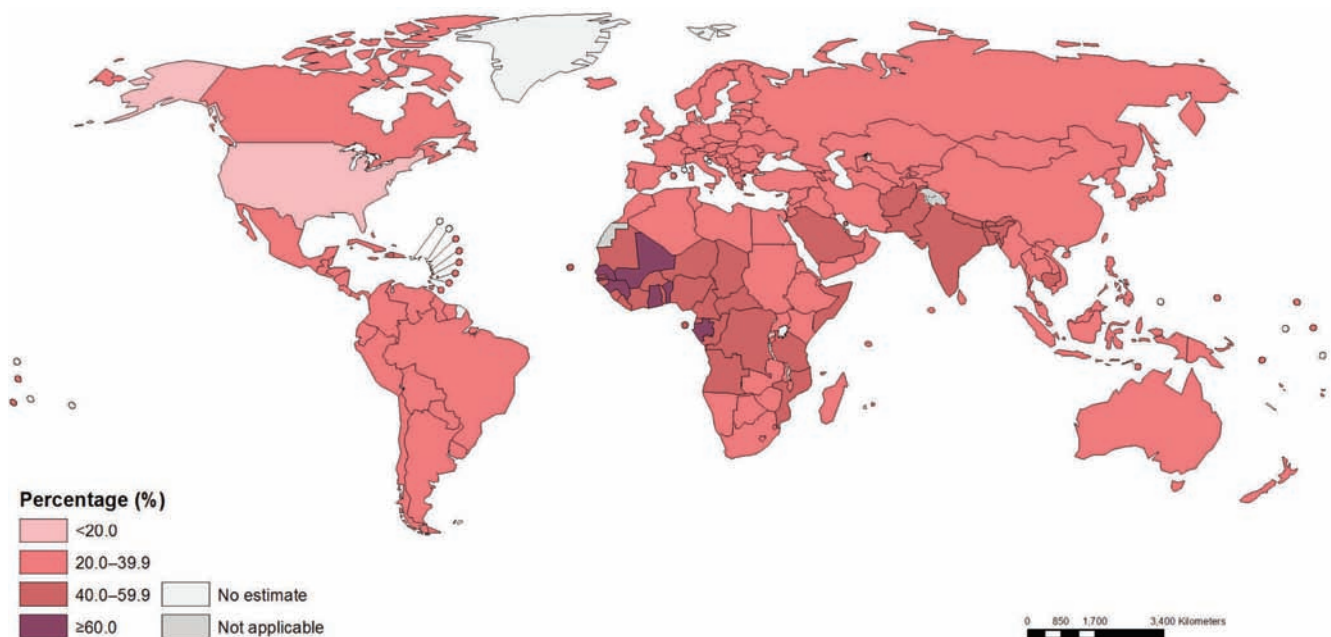 Percentage (%)
<20.0
20.0–39.9
40.0–59.9
≥60.0
No estimate
Not applicable
0 850 1,700 3,400 Kilometers